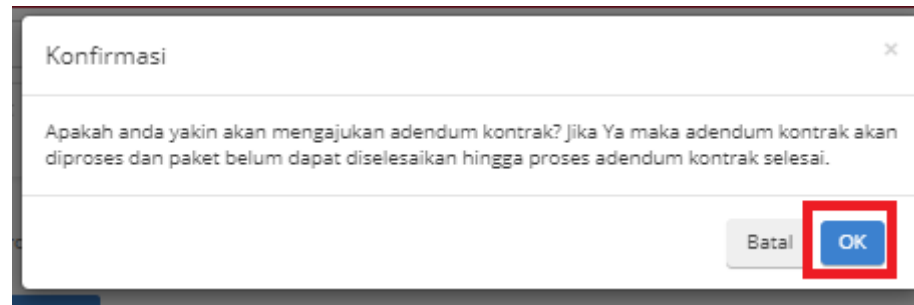 Konfirmasi
×
Apakah anda yakin akan mengajukan adendum kontrak? Jika Ya maka adendum kontrak akan
diproses dan paket belum dapat diselesaikan hingga proses adendum kontrak selesai.
Batal OK